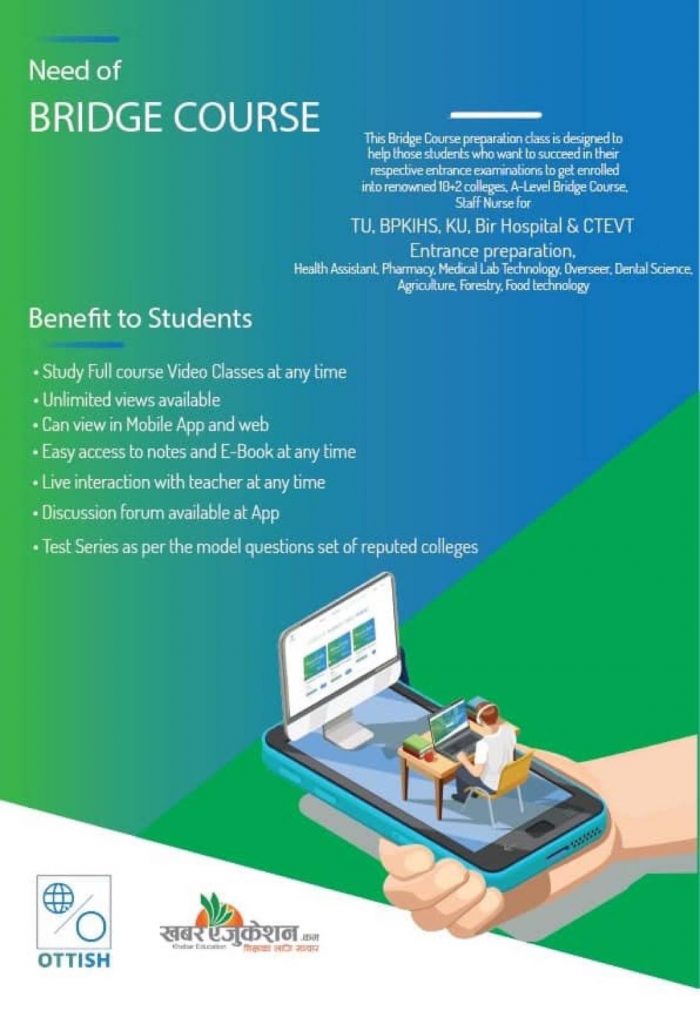 Need of
BRIDGE COURSE
This Bridge Course preparation class is designed to
help those students who want to succeed in their
respective entrance examinations to get enrolled
into renowned 10+2 colleges, A-Level Bridge Course,
Staff Nurse for
TU, BPKIHS, KU, Bir Hospital & CTEVT
Entrance preparation,
Health Assistant, Pharmacy, Medical Lab Technology, Overseer, Dental Science,
Agriculture, Forestry, Food technology
Benefit to Students
• Study Full course Video Classes at any time
• Unlimited views available
• Can view in Mobile App and web
• Easy access to notes and E-Book at any time
• Live interaction with teacher at any time
• Discussion forum available at App
• Test Series as per the model questions set of reputed colleges
OTTISH
खबर एजुकेशन.कम
Khabar Education
शिक्षाका लागि सञ्चार